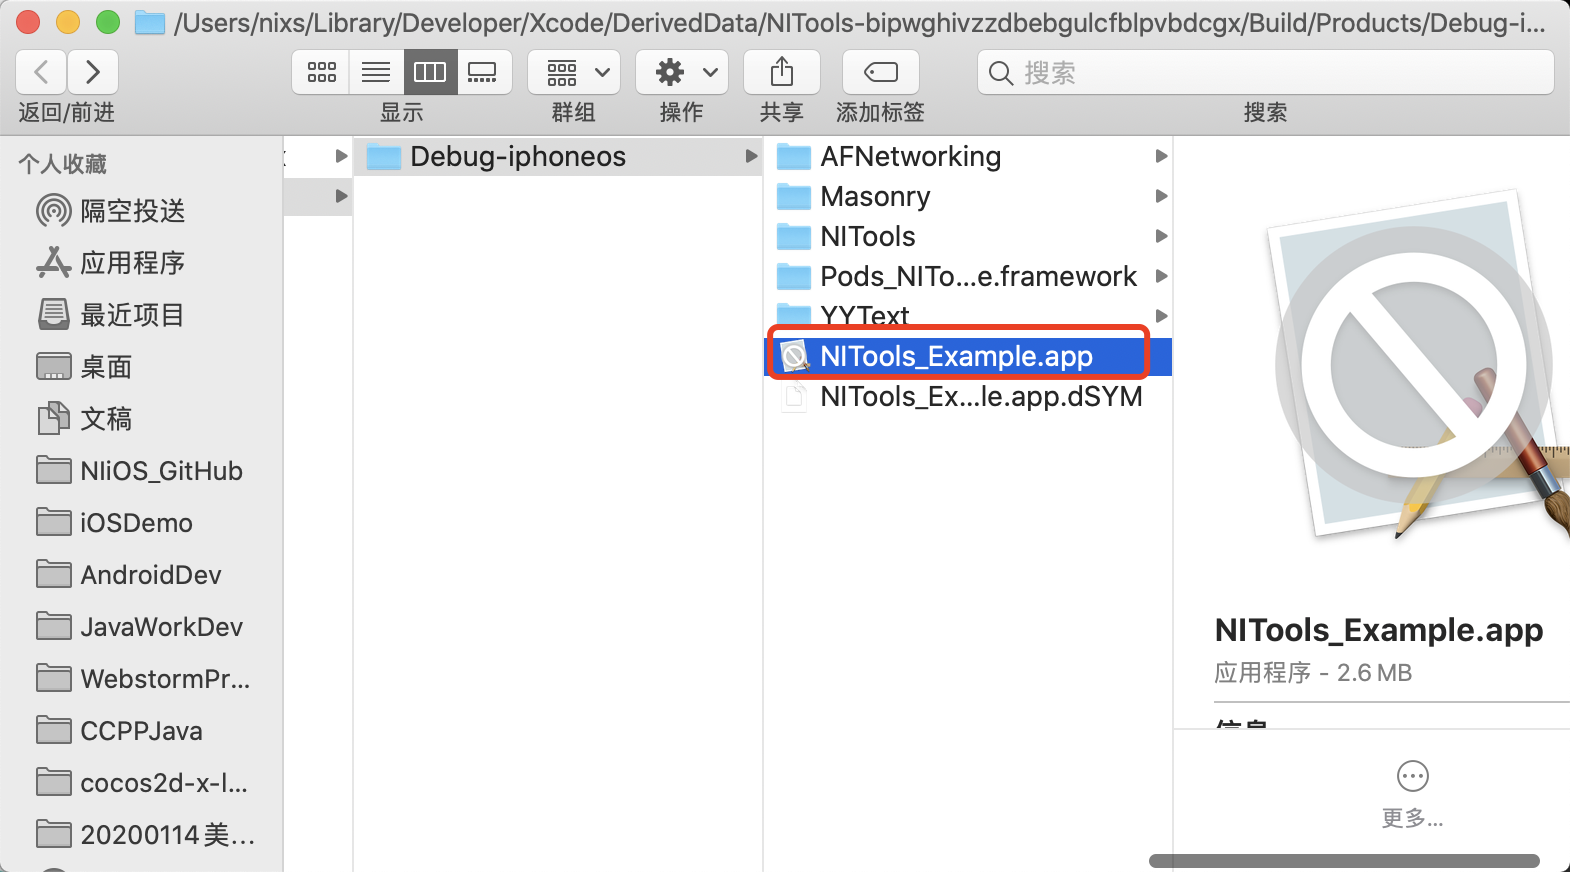 /Users/nixs/Library/Developer/Xcode/DerivedData/NITools-bipwghivzzdbebgulcfblpvbdcgx/Build/Products/Debug-i...
返回/前进
显示
群组
操作
共享
添加标签
搜索
搜索
个人收藏
隔空投送
应用程序
最近项目
桌面
文稿
NIiOS_GitHub
iOSDemo
AndroidDev
JavaWorkDev
WebstormPr...
CCPPJava
cocos2d-x-l...
20200114美...
Debug-iphoneos
AFNetworking
Masonry
NITools
Pods_NITo...e.framework
YYText
NITools_Example.app
NITools_Ex...le.app.dSYM
NITools_Example.app
应用程序 - 2.6 MB
信息
更多...